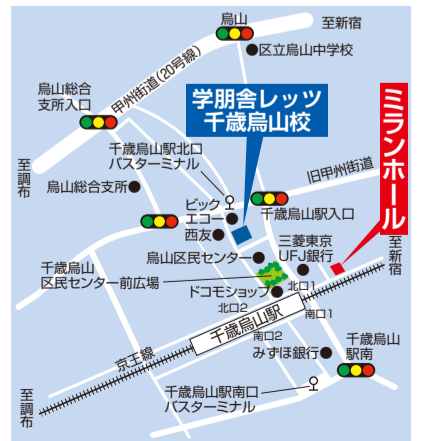 烏山
至新宿
区立烏山中学校
甲州街道(20号線)
烏山総合
支所入口
学朋舎レッツ
千歳烏山校
ミランホール
至調布
千歳烏山駅北口
バスターミナル
旧甲州街道
烏山総合支所
ビック
エコー
千歳烏山駅入口
西友
三菱東京
UFJ銀行
至新宿
烏山区民センター
千歳烏山
区民センター前広場
北口1
ドコモショップ
北口2
南口1
千歳烏山駅
南口2
京王線
みずほ銀行
千歳烏山
駅南
至調布
千歳烏山駅南口
バスターミナル